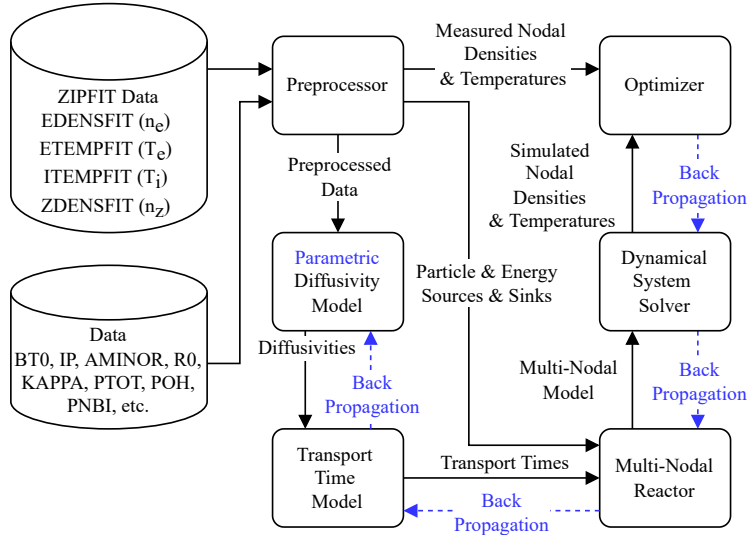 ZIPFIT Data
EDENSFIT (ne)
ETEMPFIT (Te)
ITEMPFIT (Ti)
ZDENSFIT (nz)
Data
BT0, IP, AMINOR, R0,
KAPPA, PTOT, POH,
PNBI, etc.
Preprocessor
Measured Nodal
Densities
& Temperatures
Optimizer
Preprocessed
Data
Simulated
Nodal
Densities
& Temperatures
Back
Propagation
Parametric
Diffusivity
Model
Particle & Energy
Sources & Sinks
Dynamical
System
Solver
Diffusivities
Back
Propagation
Multi-Nodal
Model
Back
Propagation
Transport
Time
Model
Transport Times
Multi-Nodal
Reactor
Back
Propagation